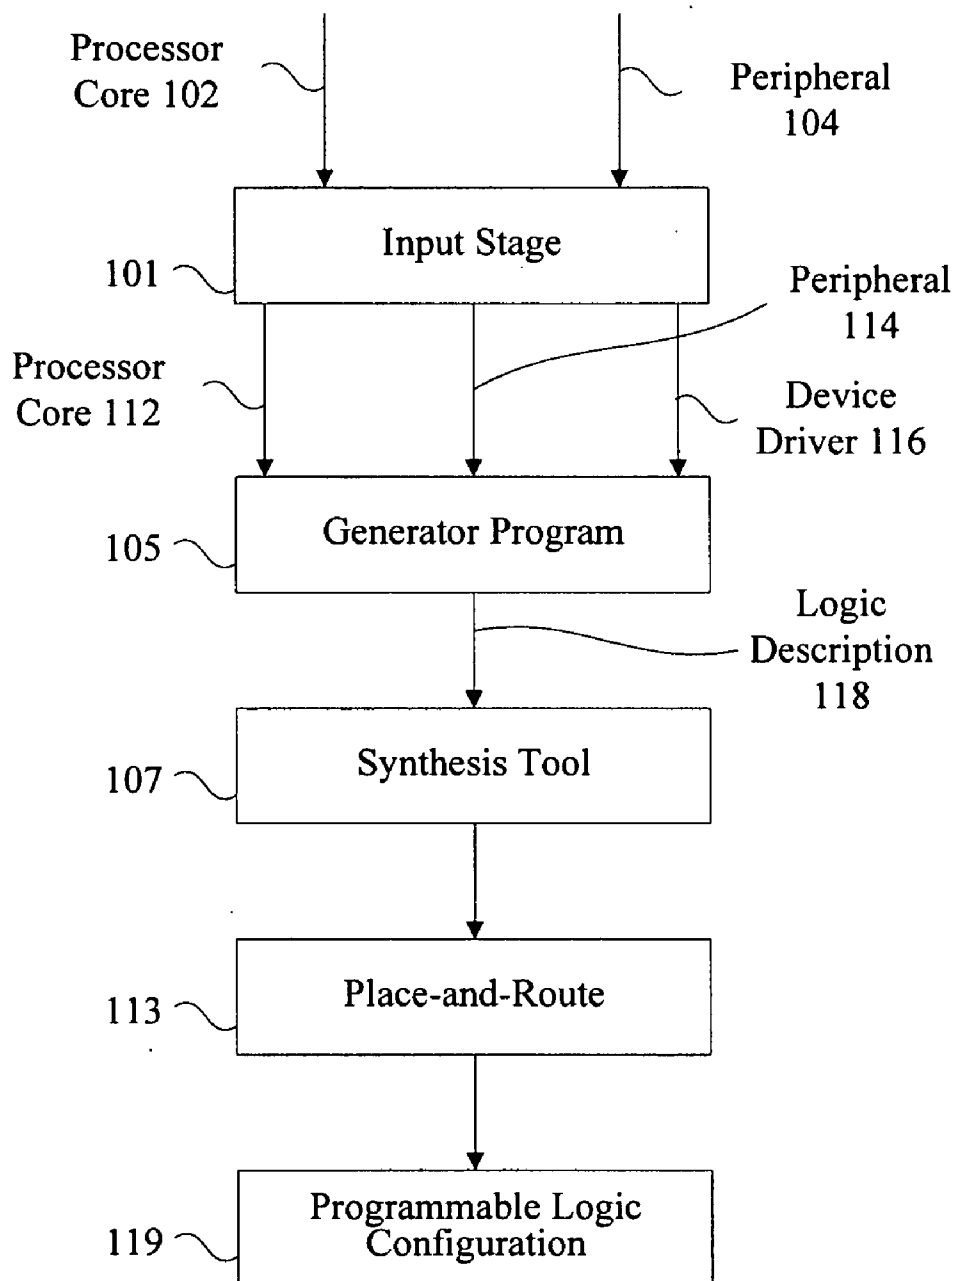 Processor
Core 102
Peripheral
104
Input Stage
101
Peripheral
114
Processor
Core 112
Device
Driver 116
Generator Program
105
Logic
Description
118
Synthesis Tool
107
Place-and-Route
113
Programmable Logic
Configuration
119